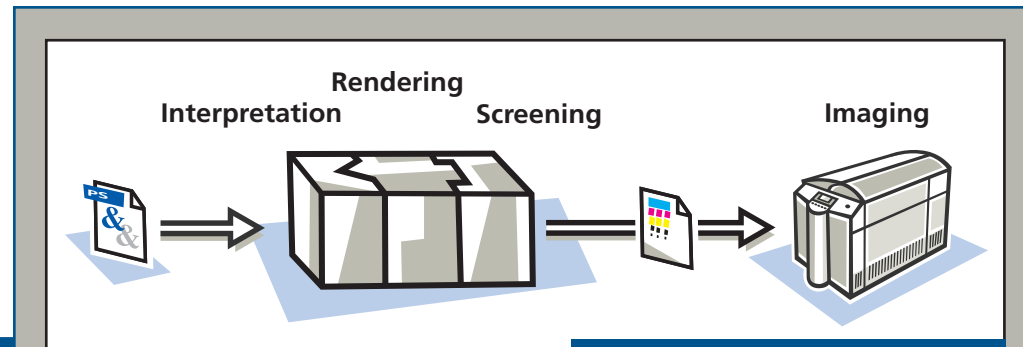 Rendering
Interpretation
Screening
Imaging
PS
&
&